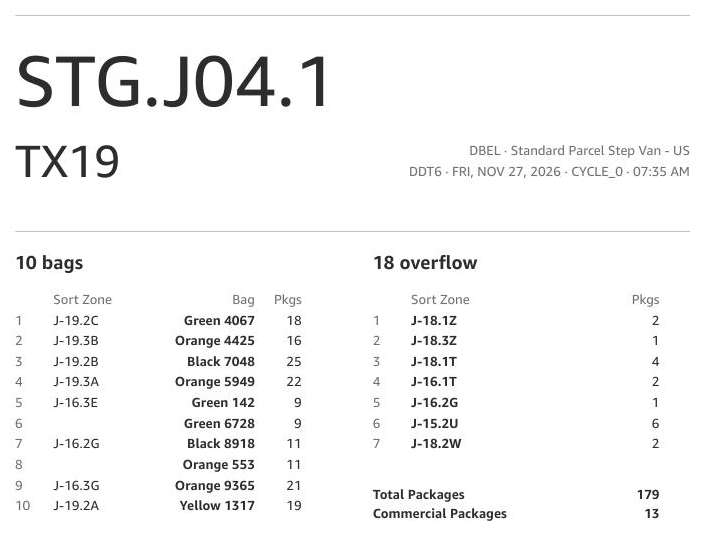 STG.J04.1
TX19
DBEL · Standard Parcel Step Van - US
DDT6 · FRI, NOV 27, 2026 · CYCLE_0 · 07:35 AM
10 bags
Sort Zone Bag Pkgs
1 J-19.2C Green 4067 18
2 J-19.3B Orange 4425 16
3 J-19.2B Black 7048 25
4 J-19.3A Orange 5949 22
5 J-16.3E Green 142 9
6 Green 6728 9
7 J-16.2G Black 8918 11
8 Orange 553 11
9 J-16.3G Orange 9365 21
10 J-19.2A Yellow 1317 19
18 overflow
Sort Zone Pkgs
1 J-18.1Z 2
2 J-18.3Z 1
3 J-18.1T 4
4 J-16.1T 2
5 J-16.2G 1
6 J-15.2U 6
7 J-18.2W 2
Total Packages 179
Commercial Packages 13